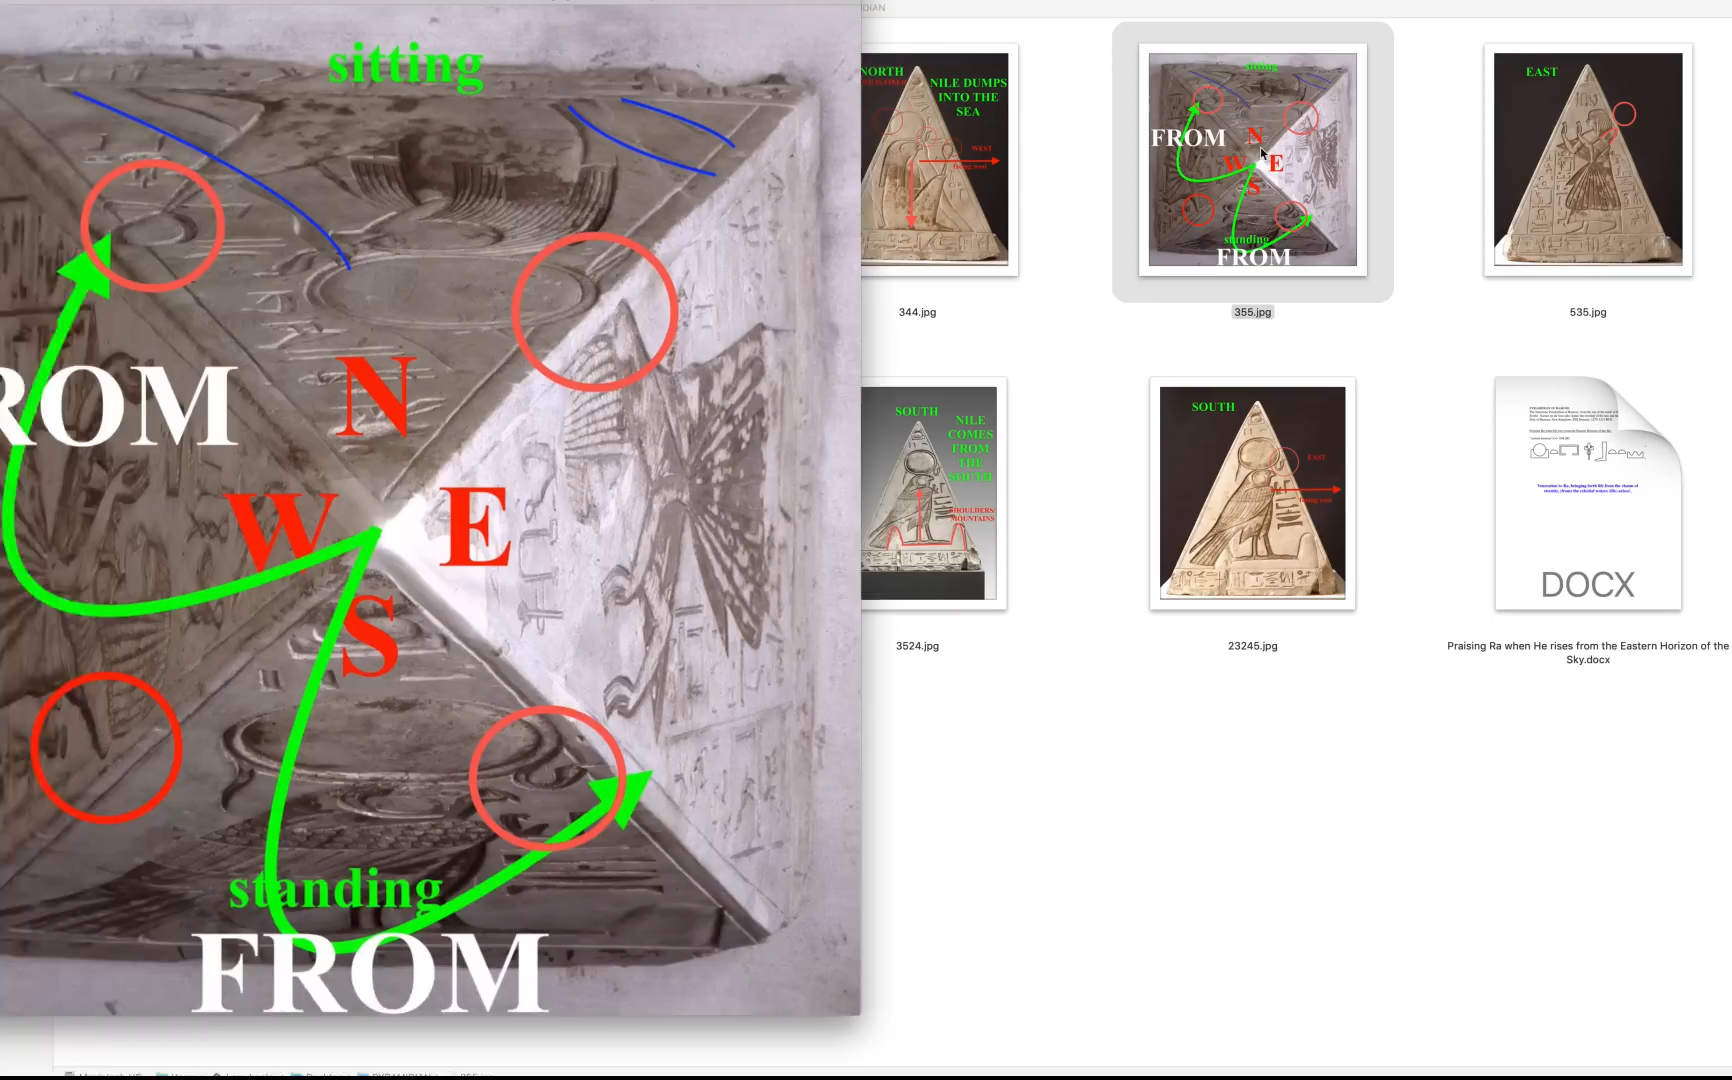 sitting
ROM
N
W
E
S
standing
FROM
NORTH
NILE DUMPS
INTO THE
SEA
WEST
344.jpg
sitting
FROM
N
W
E
S
standing
FROM
355.jpg
EAST
535.jpg
SOUTH
NILE
COMES
FROM
THE
SOUTH
SHOULDERS
MOUNTAINS
3524.jpg
SOUTH
EAST
23245.jpg
DOCX
Praising Ra when He rises from the Eastern Horizon of the
Sky.docx